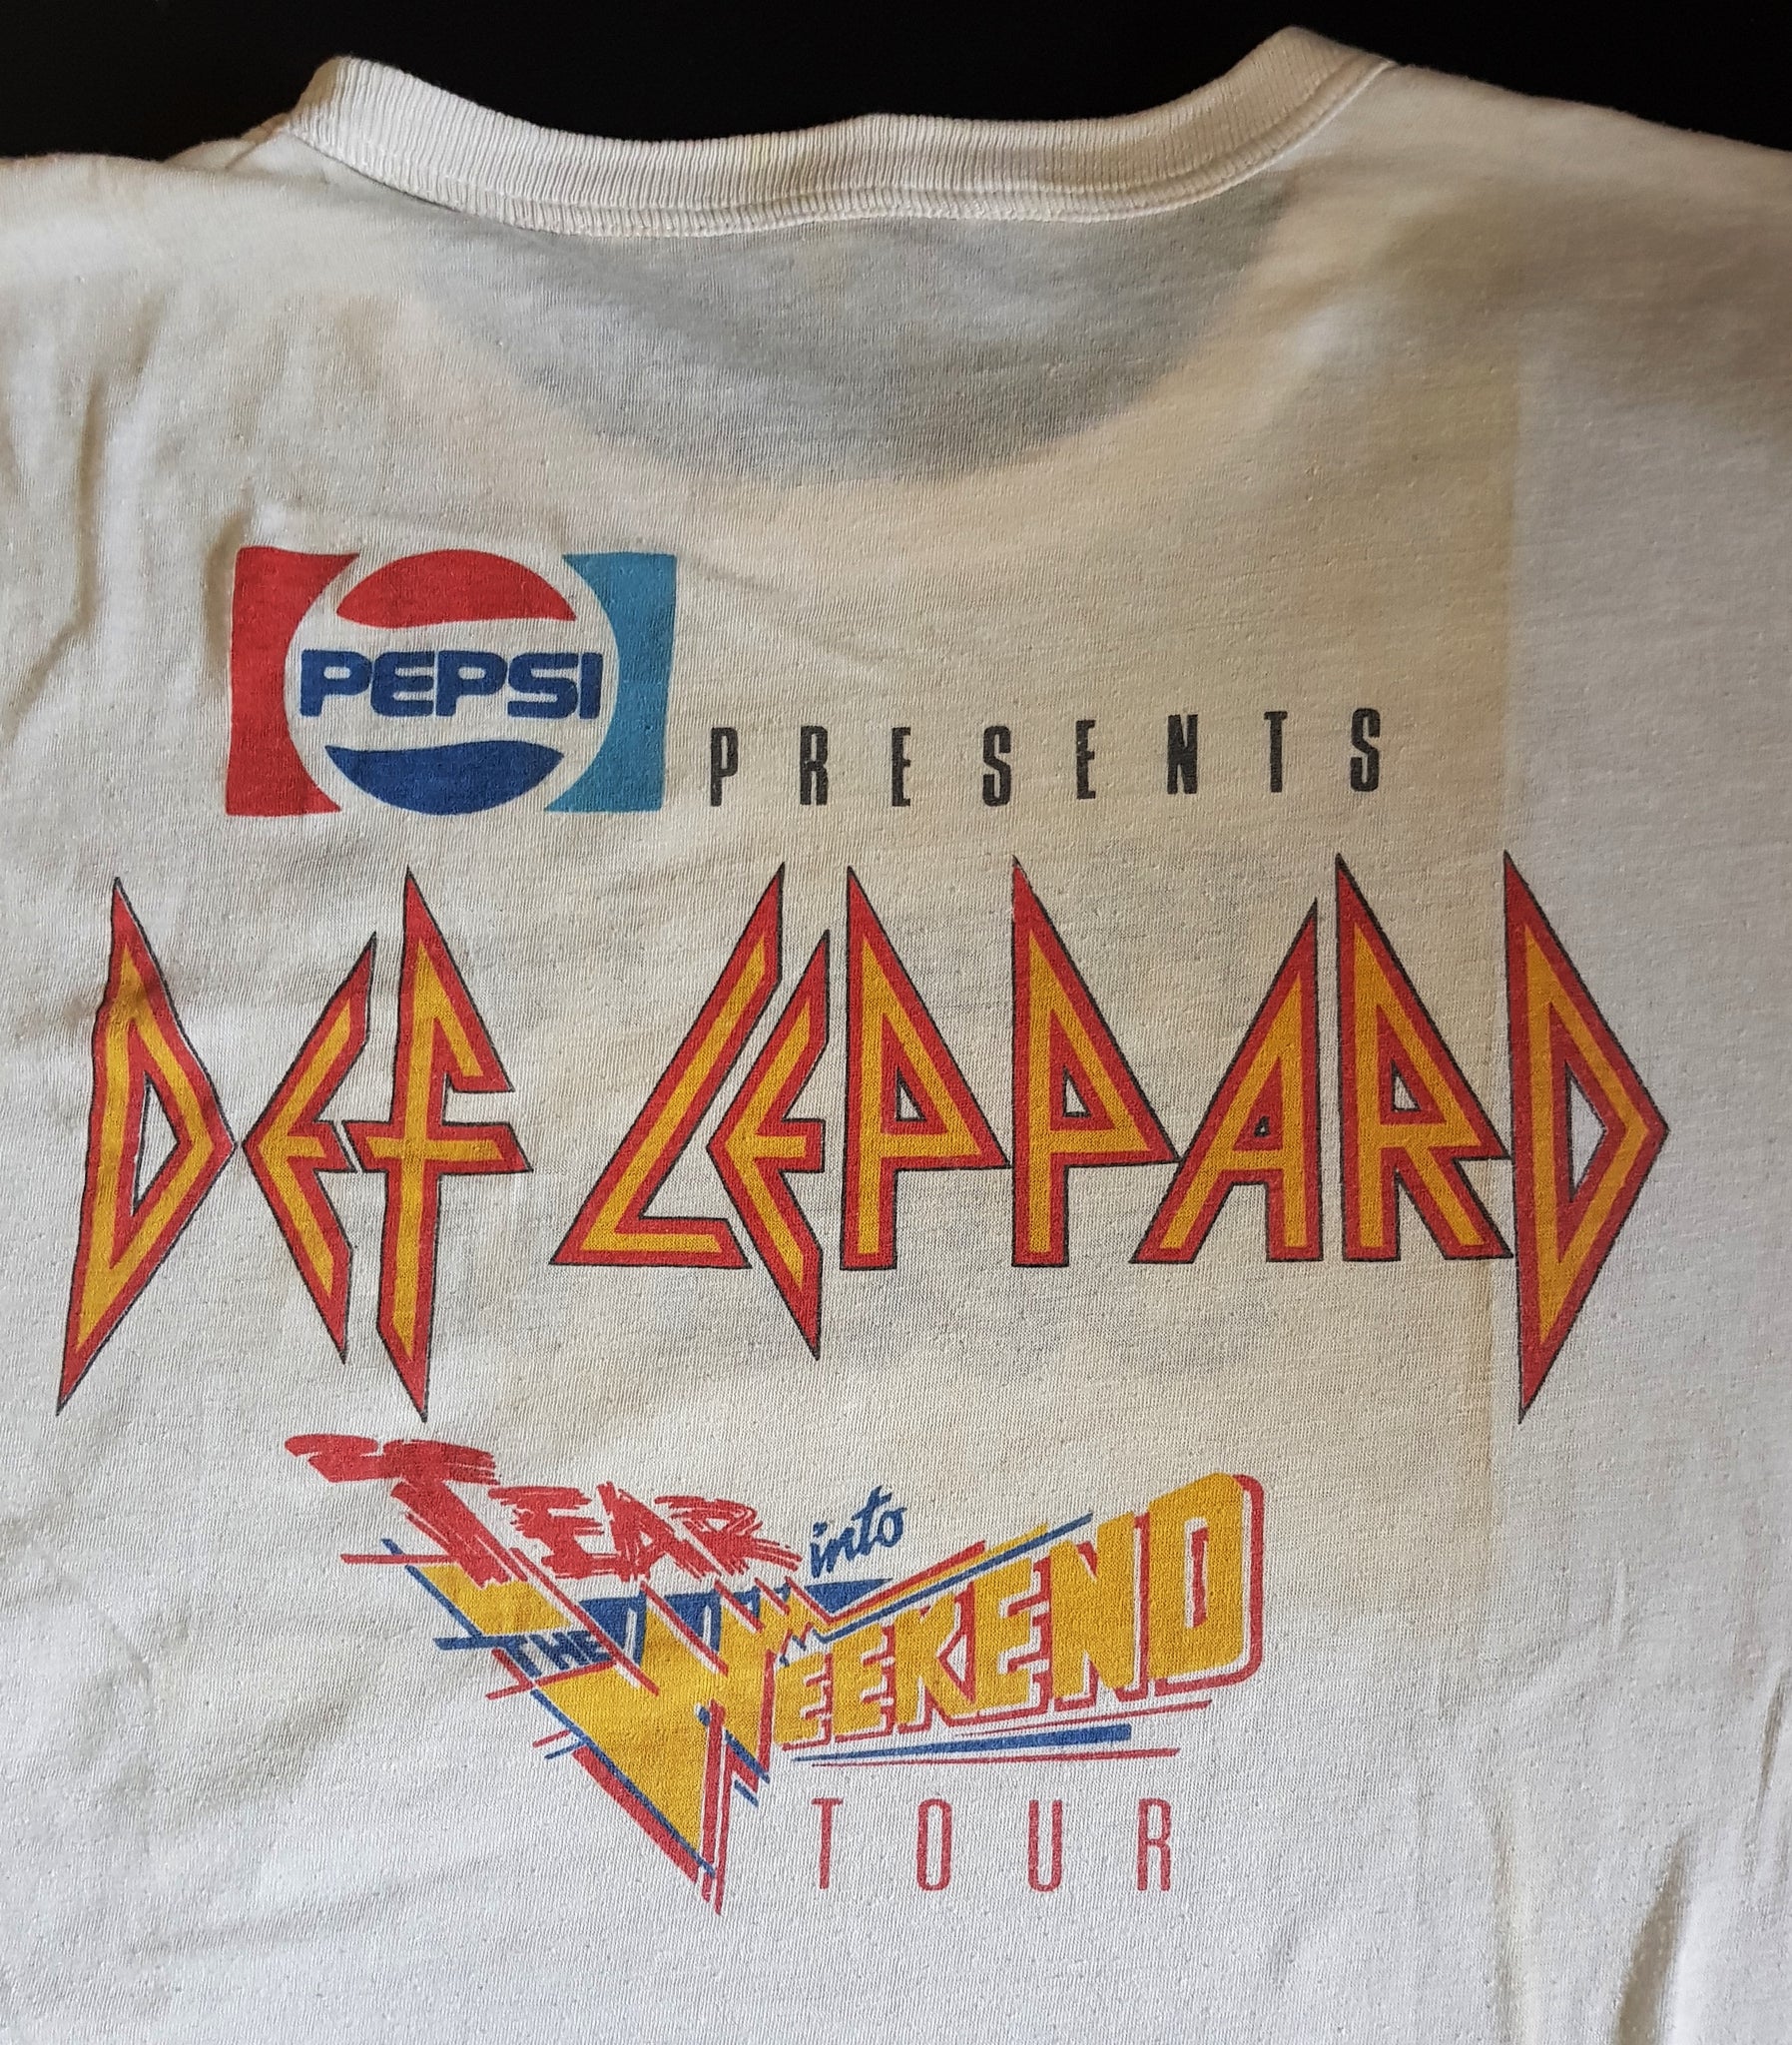 PEPSI PRESENTS
DEF LEPPARD
TEAR into
THE WEEKEND
TOUR